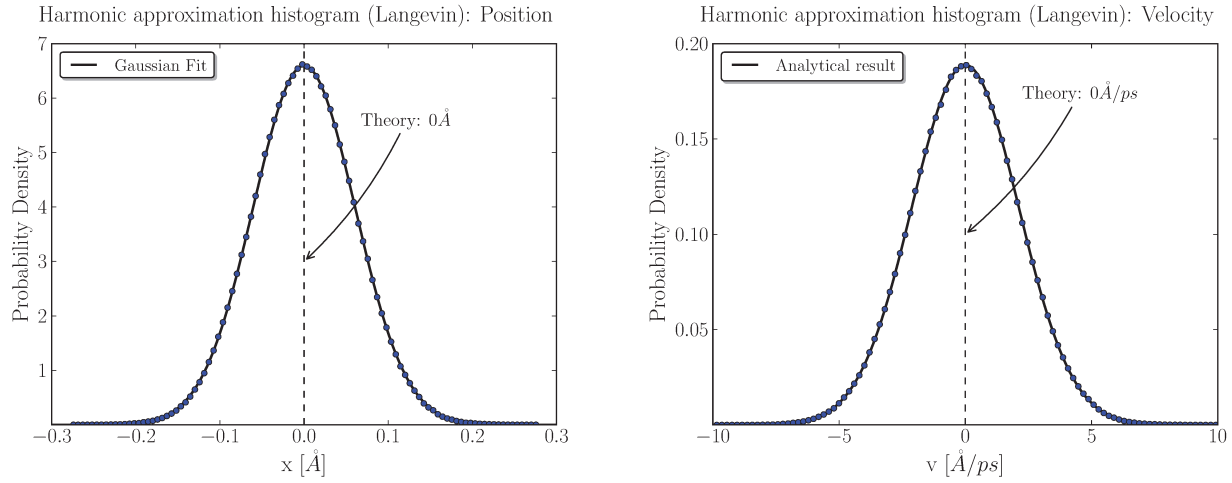 Harmonic approximation histogram (Langevin): Position
7
6
5
4
3
2
1
Probability Density
Gaussian Fit
Theory: 0Å
−0.3
−0.2
−0.1
0.0
0.1
0.2
0.3
x [Å]
Harmonic approximation histogram (Langevin): Velocity
0.20
0.15
0.10
0.05
Probability Density
Analytical result
Theory: 0Å/ps
−10
−5
0
5
10
v [Å/ps]